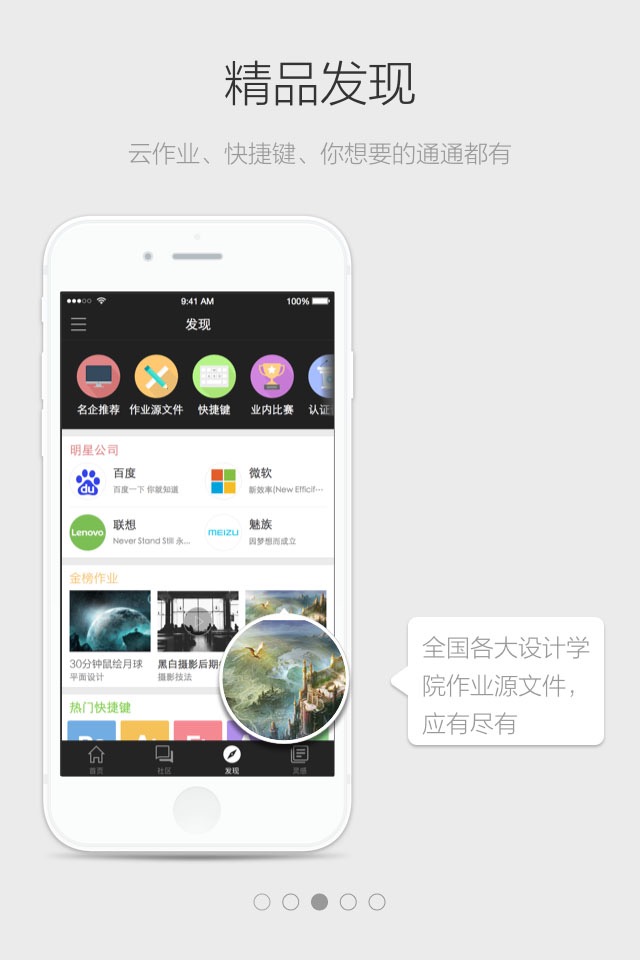 精品发现
云作业、快捷键、你想要的通通都有
9:41 AM
100%
发现
名企推荐
作业源文件
快捷键
业内比赛
认证
明星公司
du
百度
百度一下 你就知道
微软
新效率(New Efficif…
Lenovo
联想
Never Stand Still 永...
MEIZU
魅族
因梦想而成立
金榜作业
30分钟鼠绘月球
平面设计
黑白摄影后期
摄影技法
热门快捷键
首页
社区
发现
灵感
全国各大设计学
院作业源文件，
应有尽有